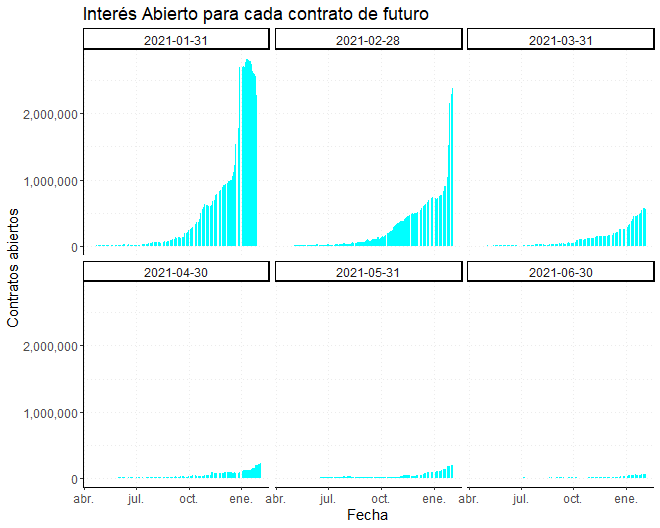 Interés Abierto para cada contrato de futuro
2021-01-31 2021-02-28 2021-03-31
2,000,000
1,000,000
0
2021-04-30 2021-05-31 2021-06-30
2,000,000
1,000,000
0
abr. jul. oct. ene. abr. jul. oct. ene. abr. jul. oct. ene.
Fecha
Contratos abiertos